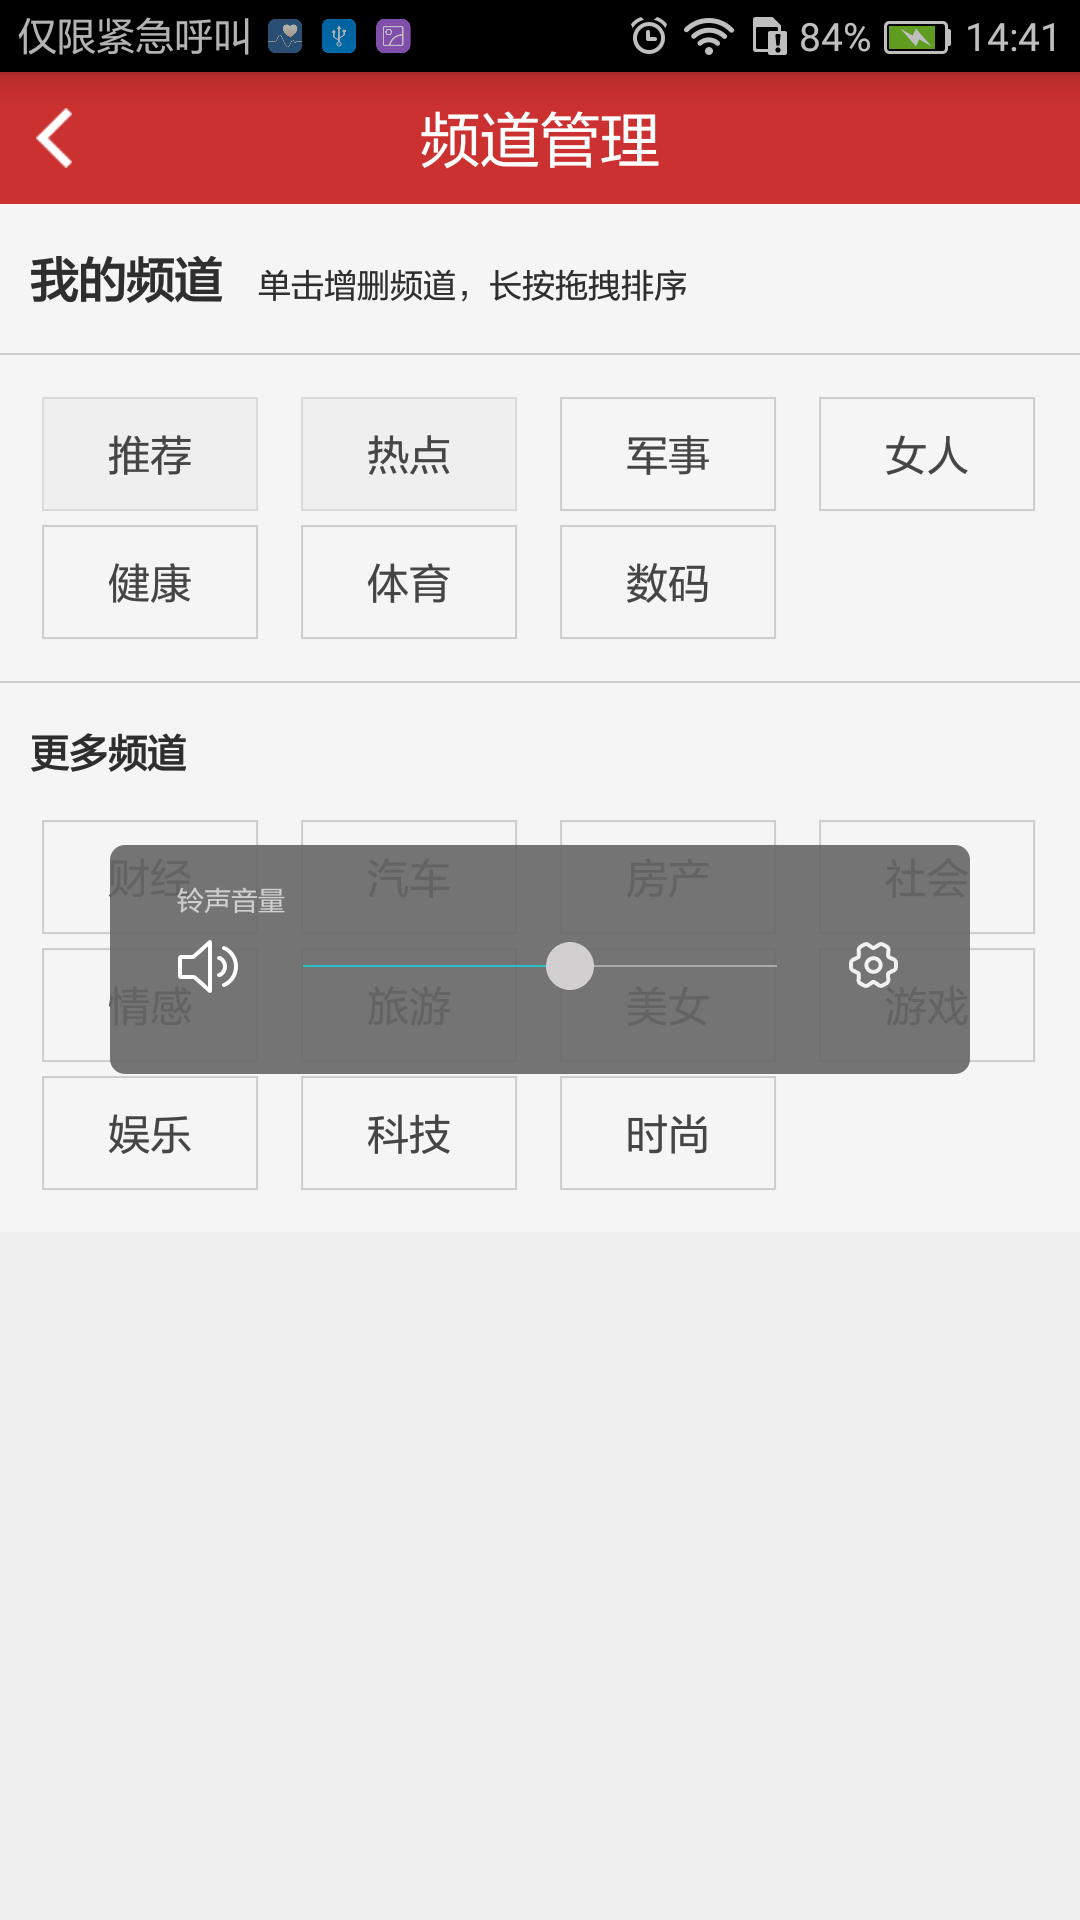 仅限紧急呼叫 84% 14:41
频道管理
我的频道 单击增删频道，长按拖拽排序
推荐 热点 军事 女人
健康 体育 数码
更多频道
财经 汽车 房产 社会
铃声音量
情感 旅游 美女 游戏
娱乐 科技 时尚